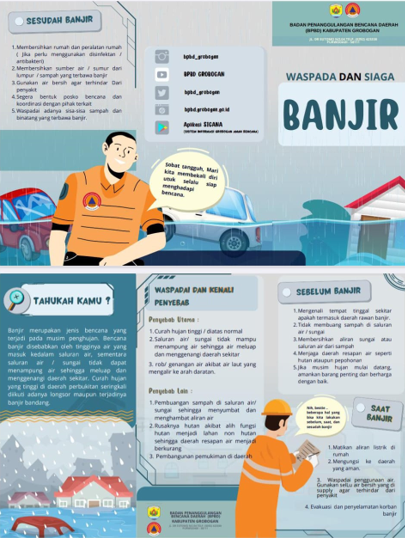 SESUDAH BANJIR
1. Membersihkan rumah dan peralatan rumah
( jika perlu menggunakan disinfektan /
antibakteri)
2. Membersihkan sumber air / sumur dari
lumpur / sampah yang terbawa banjir
3. Gunakan air bersih agar terhindar Dari
penyakit
4. Segera bentuk posko bencana dan
koordinasi dengan pihak terkait
5. Waspadai adanya sisa-sisa sampah dan
binatang yang terbawa banjir.
Sobat tangguh, Mari
kita membekali diri
utuk selalu siap
menghadapi
bencana.
bpbd_grobogan
BPBD GROBOGAN
bpbd_grobogan
bpbd.grobogan.go.id
Aplikasi SICANA
BADAN PENANGGULANGAN BENCANA DAERAH
(BPBD) KABUPATEN GROBOGAN
WASPADA DAN SIAGA
BANJIR
TAHUKAH KAMU ?
Banjir merupakan jenis bencana yang
terjadi pada musim penghujan. Bencana
banjir disebabkan oleh tingginya air yang
masuk kedalam saluran air, sementara
saluran air / sungai tidak dapat
menampung air sehingga meluap dan
menggenangi daerah sekitar. Curah hujan
yang tinggi di daerah perbukitan seringkali
diikuti adanya longsor maupun terjadinya
banjir bandang.
WASPADAI DAN KENALI
PENYEBAB
Penyebab Utama :
1. Curah hujan tinggi / diatas normal
2. Saluran air/ sungai tidak mampu
menampung air sehingga air meluap
dan menggenangi daerah sekitar
3. rob/ genangan air akibat air laut yang
mengalir ke arah daratan.
Penyebab Lain :
1. Pembuangan sampah di saluran air/
sungai sehingga menyumbat dan
menghambat aliran air
2. Rusaknya hutan akibat alih fungsi
hutan menjadi lahan non hutan
sehingga daerah resapan air menjadi
berkurang
3. Pembangunan pemukiman di daerah
BADAN PENANGGULANGAN
BENCANA DAERAH (BPBD)
KABUPATEN GROBOGAN
SEBELUM BANJIR
1. Mengenali tempat tinggal sekitar
apakah termasuk daerah rawan banjir.
2. Tidak membuang sampah di saluran
air / sungai
3. Membersihkan aliran sungai atau
saluran air dari sampah
4. Menjaga daerah resapan air seperti
hutan ataupun pepohonan
5. Jika musim hujan mulai datang,
amankan barang penting dan berharga
dengan baik.
SAAT
BANJIR
1. Matikan aliran listrik di
rumah
2. Mengungsi ke daerah
yang aman.
3. Waspadai penggunaan air.
Gunakan selLu air bersih yang di
supply agar terhindar dari
penyakit
4. Evakuasi dan penyelamatan korban
banjir